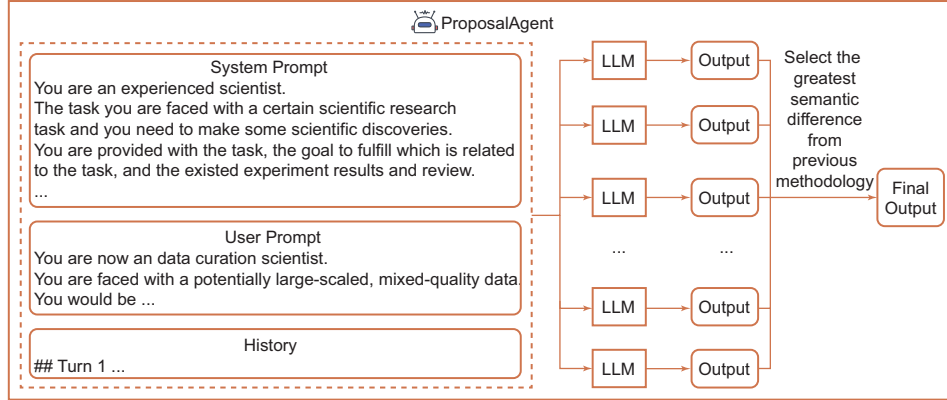 ProposalAgent
System Prompt
You are an experienced scientist.
The task you are faced with a certain scientific research
task and you need to make some scientific discoveries.
You are provided with the task, the goal to fulfill which is related
to the task, and the existed experiment results and review.
...
User Prompt
You are now an data curation scientist.
You are faced with a potentially large-scaled, mixed-quality data.
You would be ...
History
## Turn 1 ...
LLM
Output
LLM
Output
LLM
Output
...
...
LLM
Output
LLM
Output
Select the
greatest
semantic
difference
from
previous
methodology
Final
Output